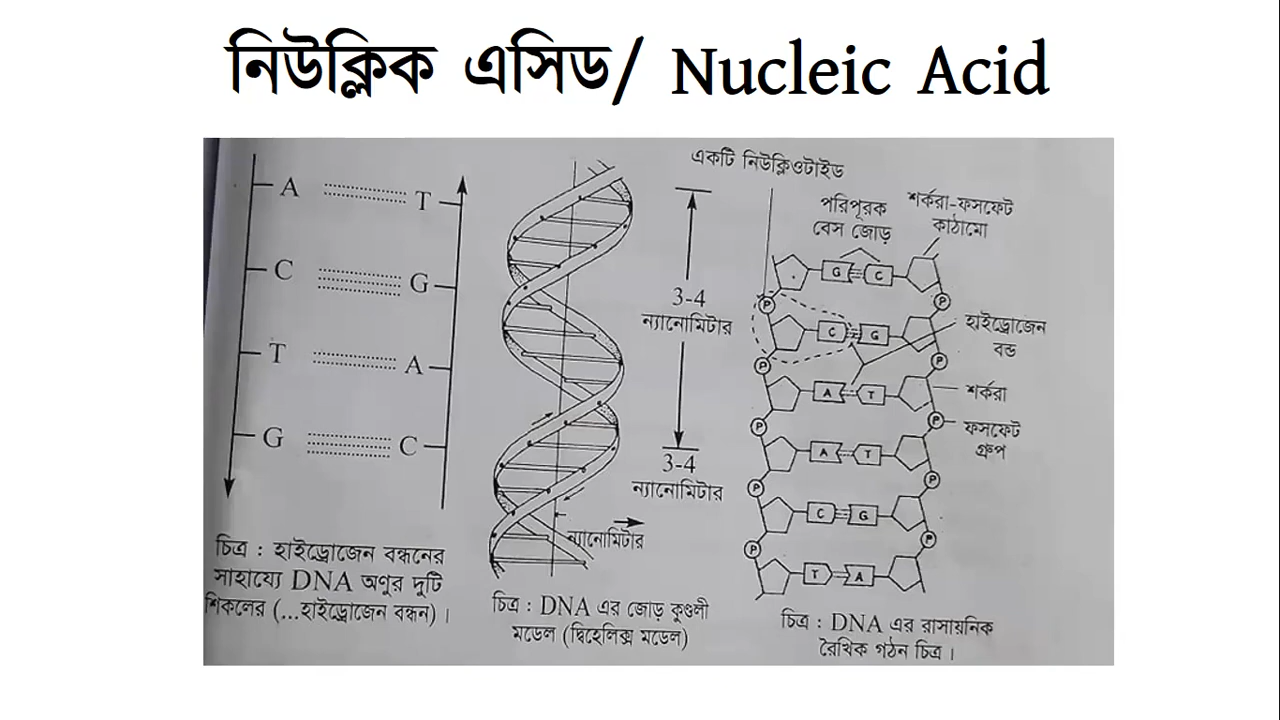 নিউক্লিক এসিড/ Nucleic Acid
A T
C G
T A
G C
চিত্র : হাইড্রোজেন বন্ধনের
সাহায্যে DNA অণুর দুটি
শিকলের (...হাইড্রোজেন বন্ধন) ।
3-4
ন্যানোমিটার
3-4
ন্যানোমিটার
ন্যানোমিটার
চিত্র : DNA এর জোড় কুণ্ডলী
মডেল (দ্বিহেলিক্স মডেল)
একটি নিউক্লিওটাইড
পরিপূরক
বেস জোড়
শর্করা-ফসফেট
কাঠামো
G C
P P
C G
হাইড্রোজেন
বন্ড
P P
A T
শর্করা
P P
ফসফেট
গ্রুপ
A T
P P
C G
P P
T A
চিত্র : DNA এর রাসায়নিক
রৈখিক গঠন চিত্র ।